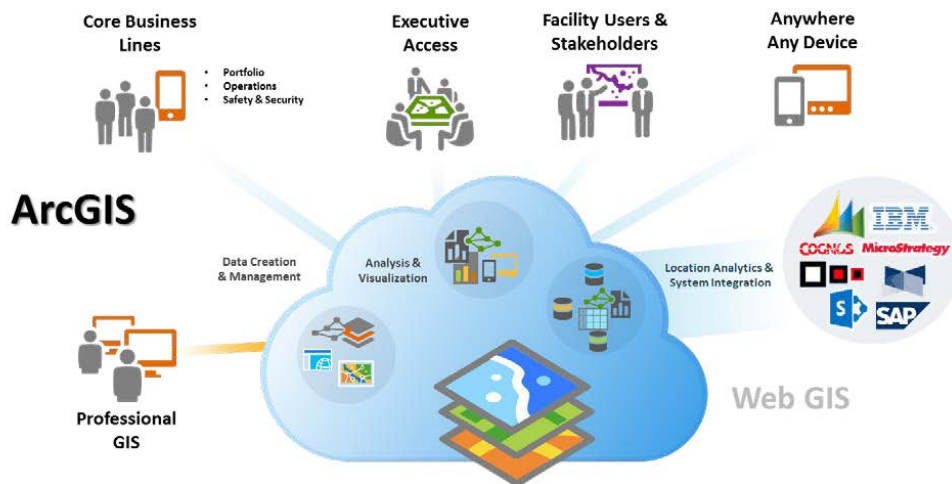 Core Business
Lines
• Portfolio
• Operations
• Safety & Security
Executive
Access
Facility Users &
Stakeholders
Anywhere
Any Device
ArcGIS
Data Creation
& Management
Analysis &
Visualization
Location Analytics &
System Integration
IBM
COGNOS
MicroStrategy
S
SAP
Professional
GIS
Web GIS